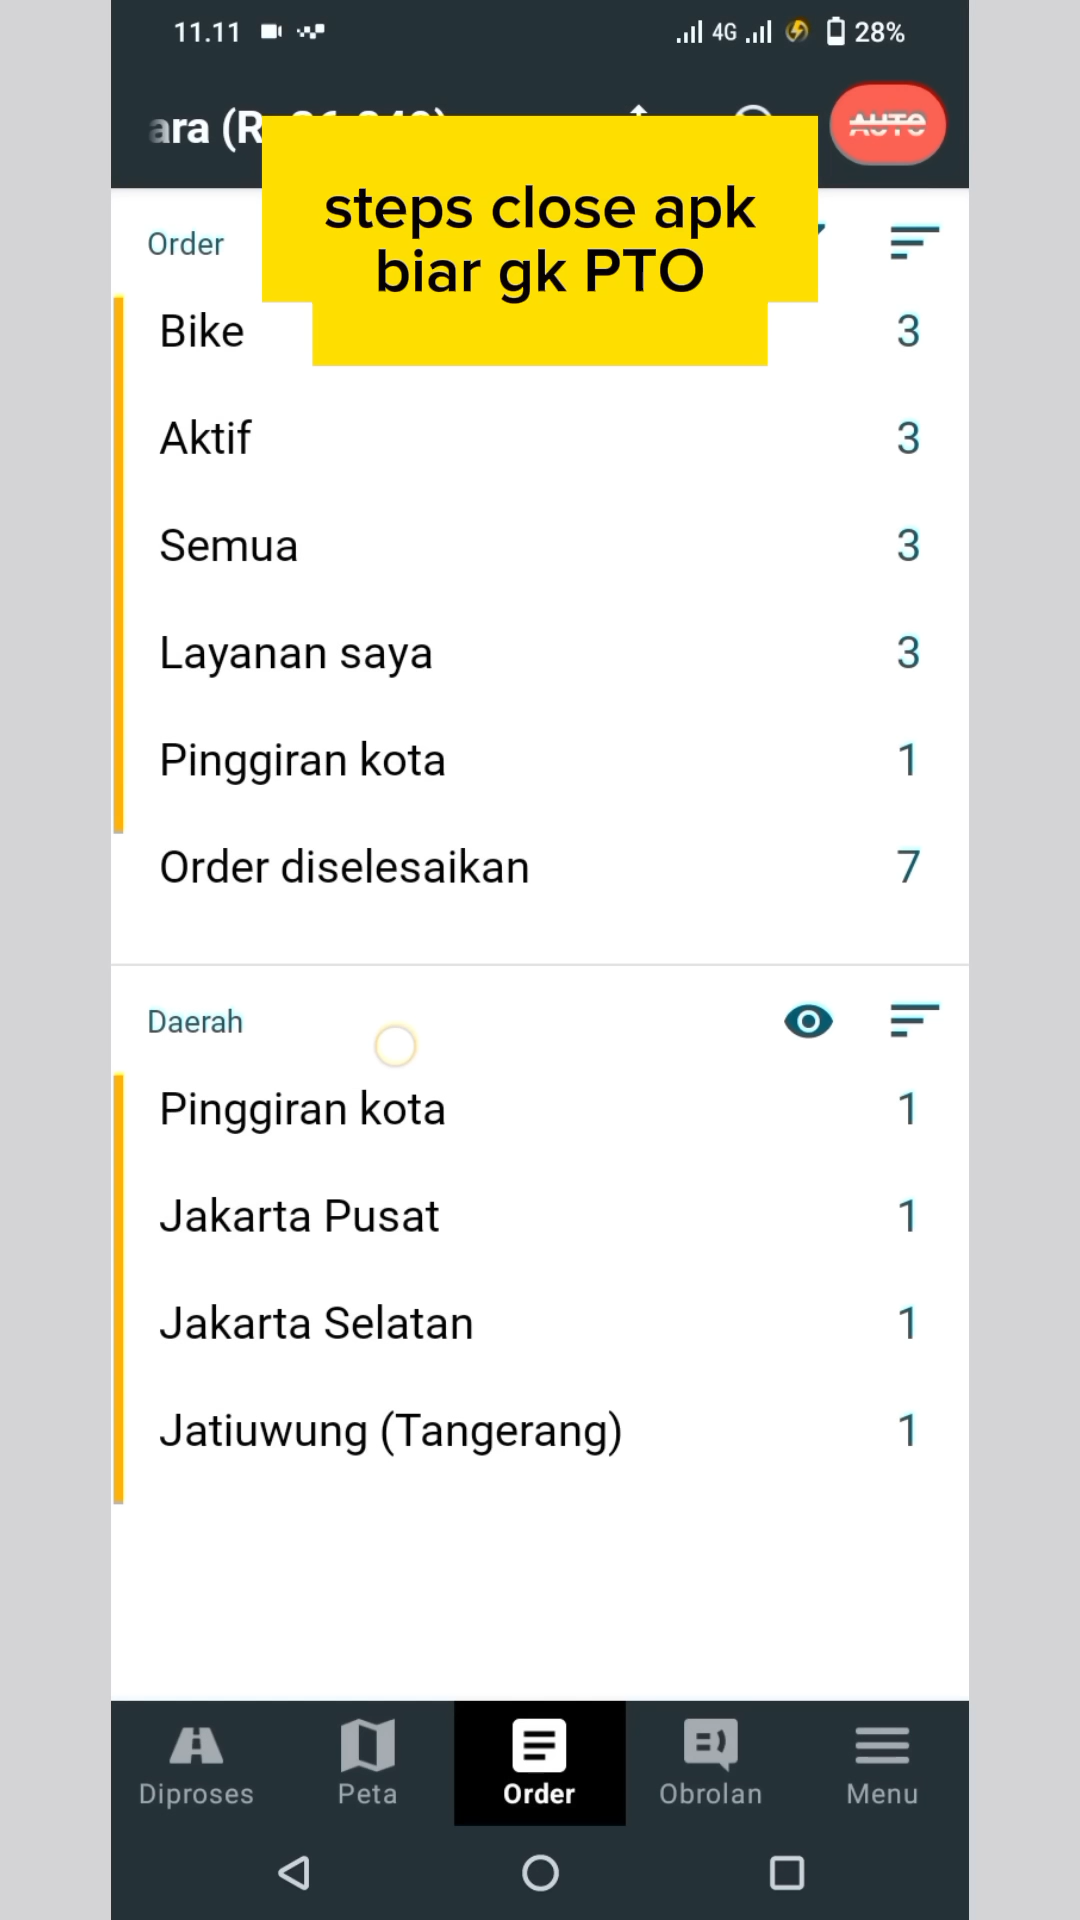 11.11 4G 28%
ara (R
AUTO
steps close apk
biar gk PTO
Order
Bike 3
Aktif 3
Semua 3
Layanan saya 3
Pinggiran kota 1
Order diselesaikan 7
Daerah
Pinggiran kota 1
Jakarta Pusat 1
Jakarta Selatan 1
Jatiuwung (Tangerang) 1
Diproses Peta Order Obrolan Menu